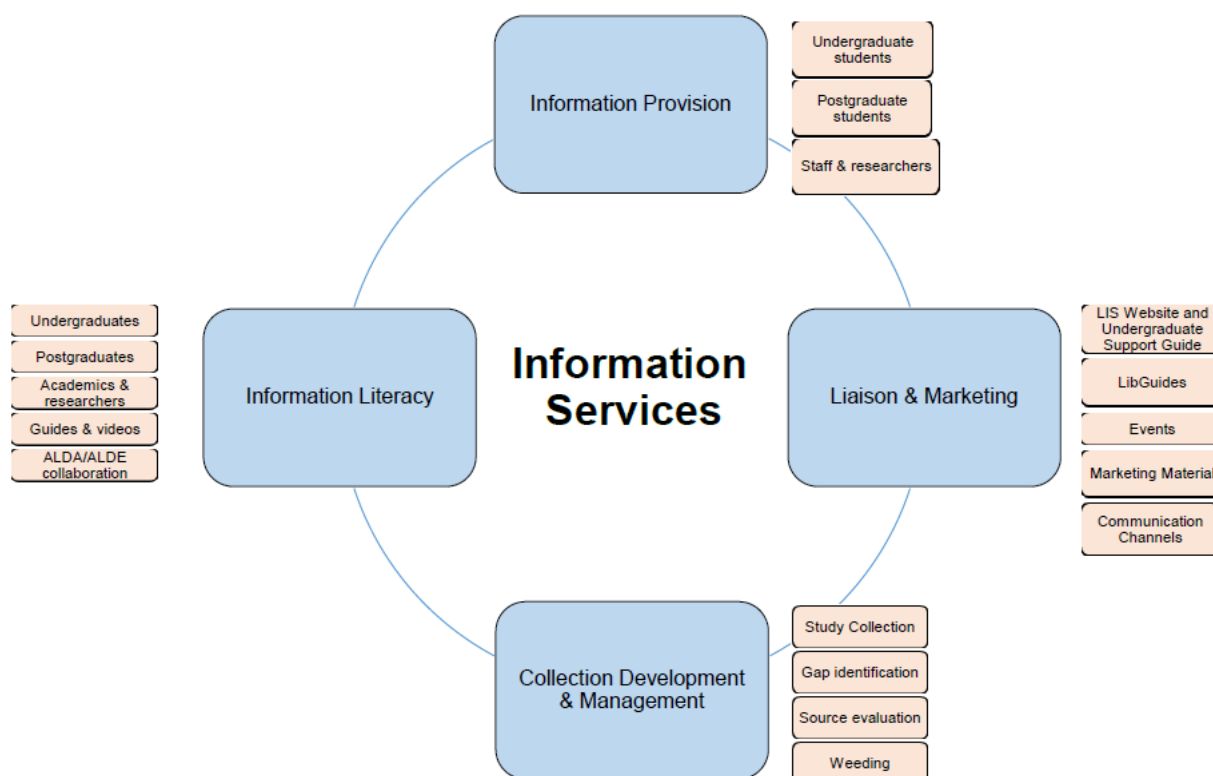 Information Provision
Undergraduate
students
Postgraduate
students
Staff & researchers
Information
Services
Liaison & Marketing
LIS Website and
Undergraduate
Support Guide
LibGuides
Events
Marketing Material
Communication
Channels
Collection Development
& Management
Study Collection
Gap identification
Source evaluation
Weeding
Information Literacy
Undergraduates
Postgraduates
Academics &
researchers
Guides & videos
ALDA/ALDE
collaboration